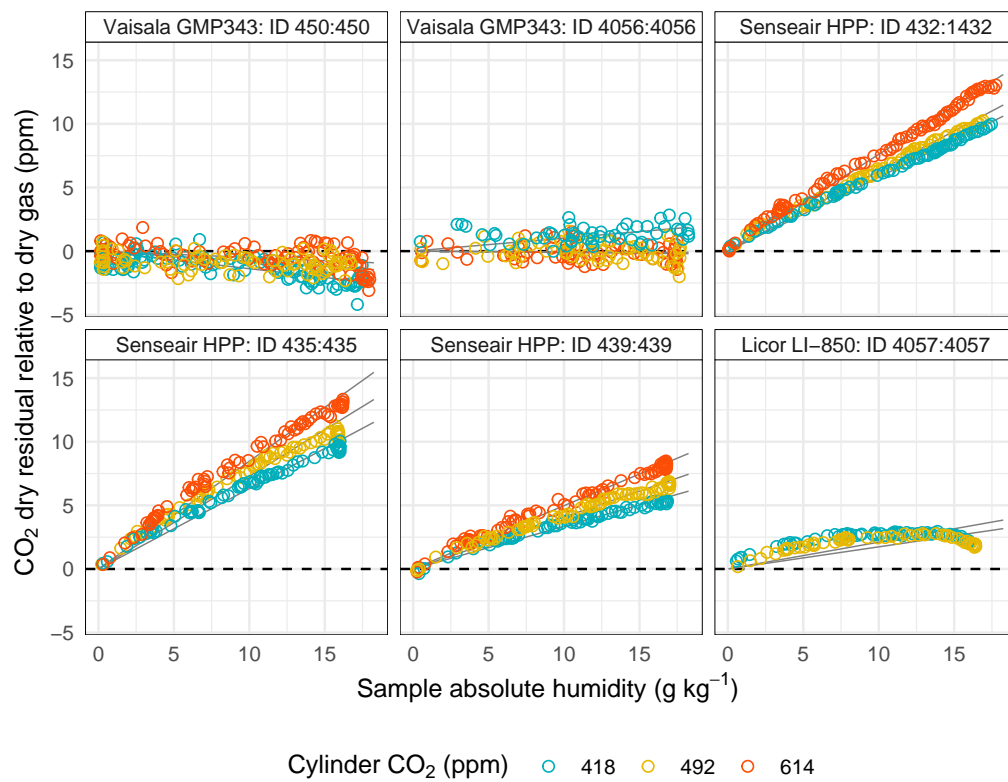 Vaisala GMP343: ID 450:450 Vaisala GMP343: ID 4056:4056 Senseair HPP: ID 432:1432
15
10
5
0
−5
Senseair HPP: ID 435:435 Senseair HPP: ID 439:439 Licor LI−850: ID 4057:4057
15
10
5
0
−5
0 5 10 15 0 5 10 15 0 5 10 15
CO₂ dry residual relative to dry gas (ppm)
Sample absolute humidity (g kg⁻¹)
Cylinder CO₂ (ppm) 418 492 614